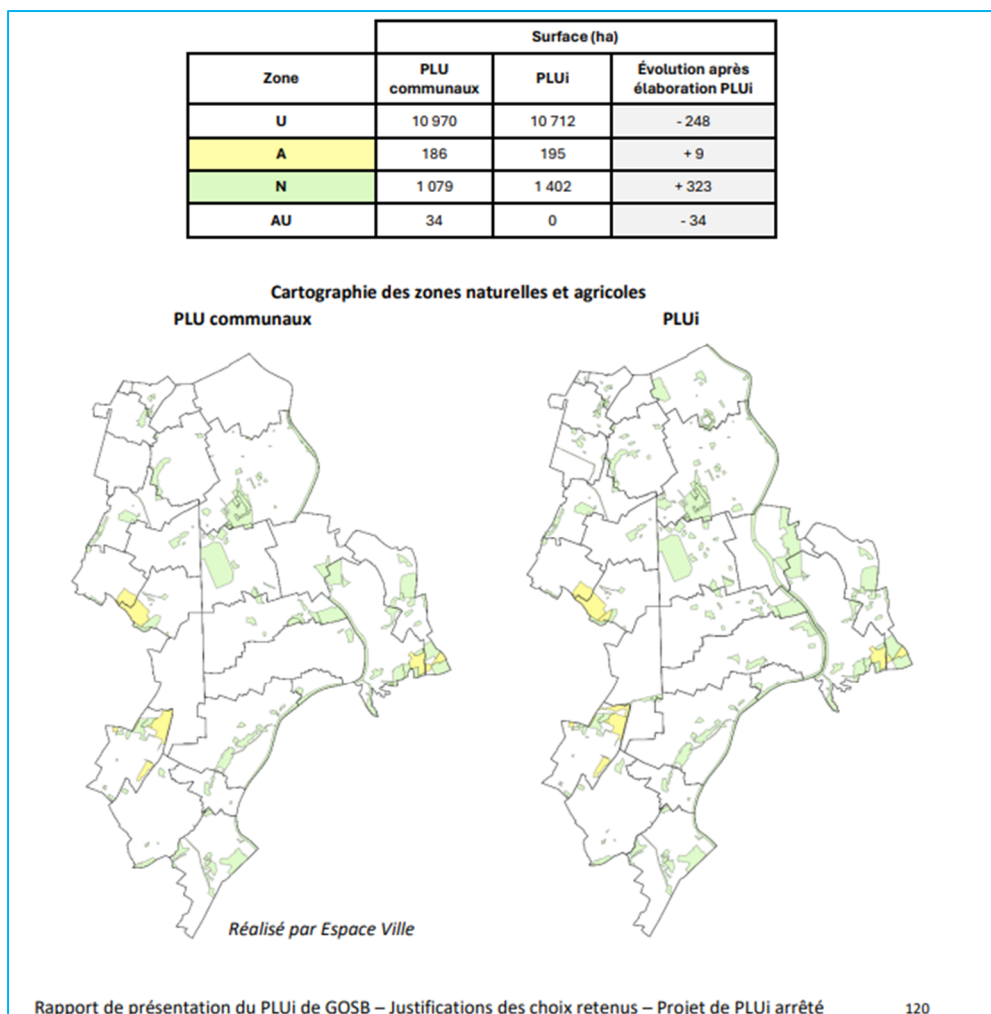 Surface (ha)
Zone PLU communaux PLUi Évolution après élaboration PLUi
U 10 970 10 712 - 248
A 186 195 + 9
N 1 079 1 402 + 323
AU 34 0 - 34
Cartographie des zones naturelles et agricoles
PLU communaux PLUi
Réalisé par Espace Ville
Rapport de présentation du PLUi de GOSB – Justifications des choix retenus – Projet de PLUi arrêté 120